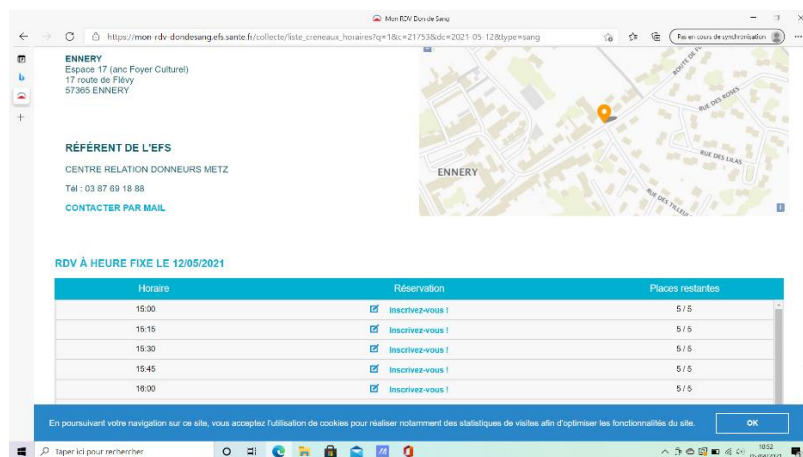 Mon RDV Don de Sang
https://mon-rdv-dondesang.efs.sante.fr/collecte/liste_creneaux_horaires?q=1&c=21753&dc=2021-05-12&type=sang
Pas en cours de synchronisation
ENNERY
Espace 17 (anc Foyer Culturel)
17 route de Flévy
57365 ENNERY
RÉFÉRENT DE L'EFS
CENTRE RELATION DONNEURS METZ
Tél : 03 87 69 18 88
CONTACTER PAR MAIL
RUE DES ROSES
RUE DES LILAS
ENNERY
RDV À HEURE FIXE LE 12/05/2021
Horaire Réservation Places restantes
15:00 Inscrivez-vous ! 5 / 5
15:15 Inscrivez-vous ! 5 / 5
15:30 Inscrivez-vous ! 5 / 5
15:45 Inscrivez-vous ! 5 / 5
16:00 Inscrivez-vous ! 5 / 5
En poursuivant votre navigation sur ce site, vous acceptez l'utilisation de cookies pour réaliser notamment des statistiques de visites afin d'optimiser les fonctionnalités du site.
OK
Taper ici pour rechercher
10:52